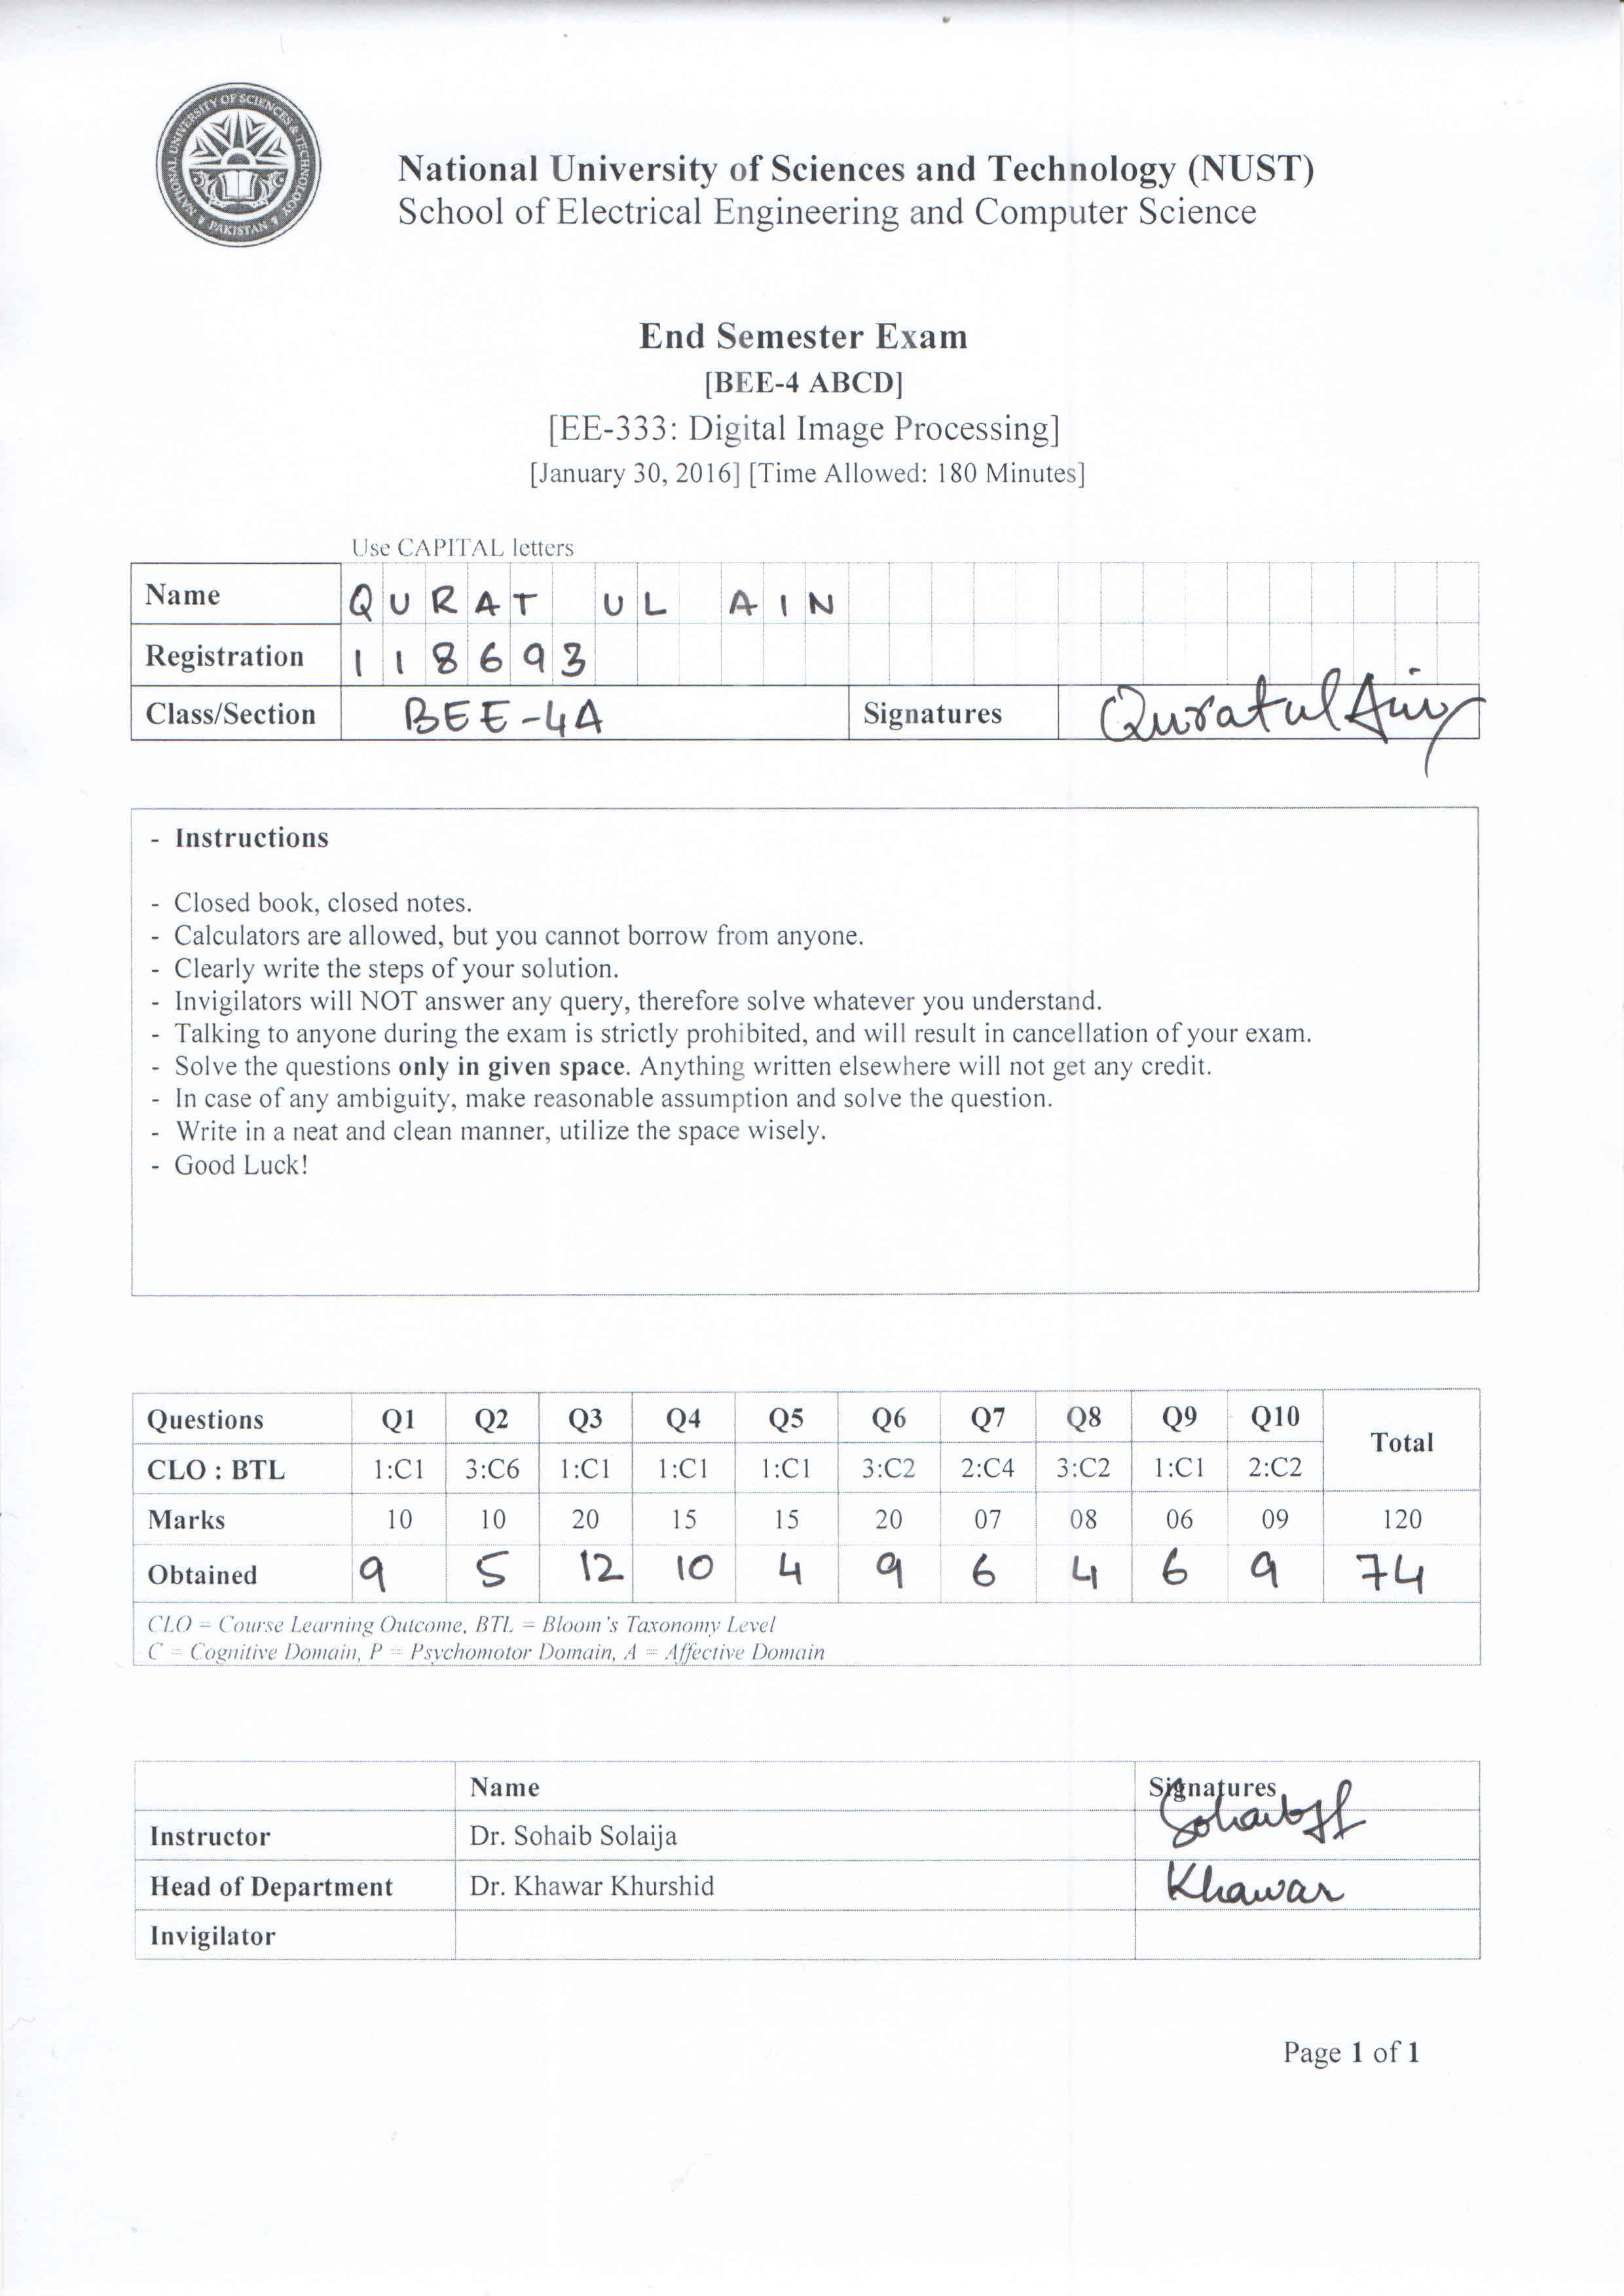 NATIONAL UNIVERSITY OF SCIENCES & TECHNOLOGY
PAKISTAN
National University of Sciences and Technology (NUST)
School of Electrical Engineering and Computer Science
End Semester Exam
[BEE-4 ABCD]
[EE-333: Digital Image Processing]
[January 30, 2016] [Time Allowed: 180 Minutes]
Use CAPITAL letters
Name QURAT UL AIN
Registration 118693
Class/Section BEE-4A Signatures Quratul Ain
- Instructions
- Closed book, closed notes.
- Calculators are allowed, but you cannot borrow from anyone.
- Clearly write the steps of your solution.
- Invigilators will NOT answer any query, therefore solve whatever you understand.
- Talking to anyone during the exam is strictly prohibited, and will result in cancellation of your exam.
- Solve the questions only in given space. Anything written elsewhere will not get any credit.
- In case of any ambiguity, make reasonable assumption and solve the question.
- Write in a neat and clean manner, utilize the space wisely.
- Good Luck!
Questions Q1 Q2 Q3 Q4 Q5 Q6 Q7 Q8 Q9 Q10 Total
CLO : BTL 1:C1 3:C6 1:C1 1:C1 1:C1 3:C2 2:C4 3:C2 1:C1 2:C2
Marks 10 10 20 15 15 20 07 08 06 09 120
Obtained 9 5 12 10 4 9 6 4 6 9 74
CLO = Course Learning Outcome, BTL = Bloom's Taxonomy Level
C = Cognitive Domain, P = Psychomotor Domain, A = Affective Domain
Name Signatures
Instructor Dr. Sohaib Solaija Sohaib
Head of Department Dr. Khawar Khurshid Khawar
Invigilator
Page 1 of 1